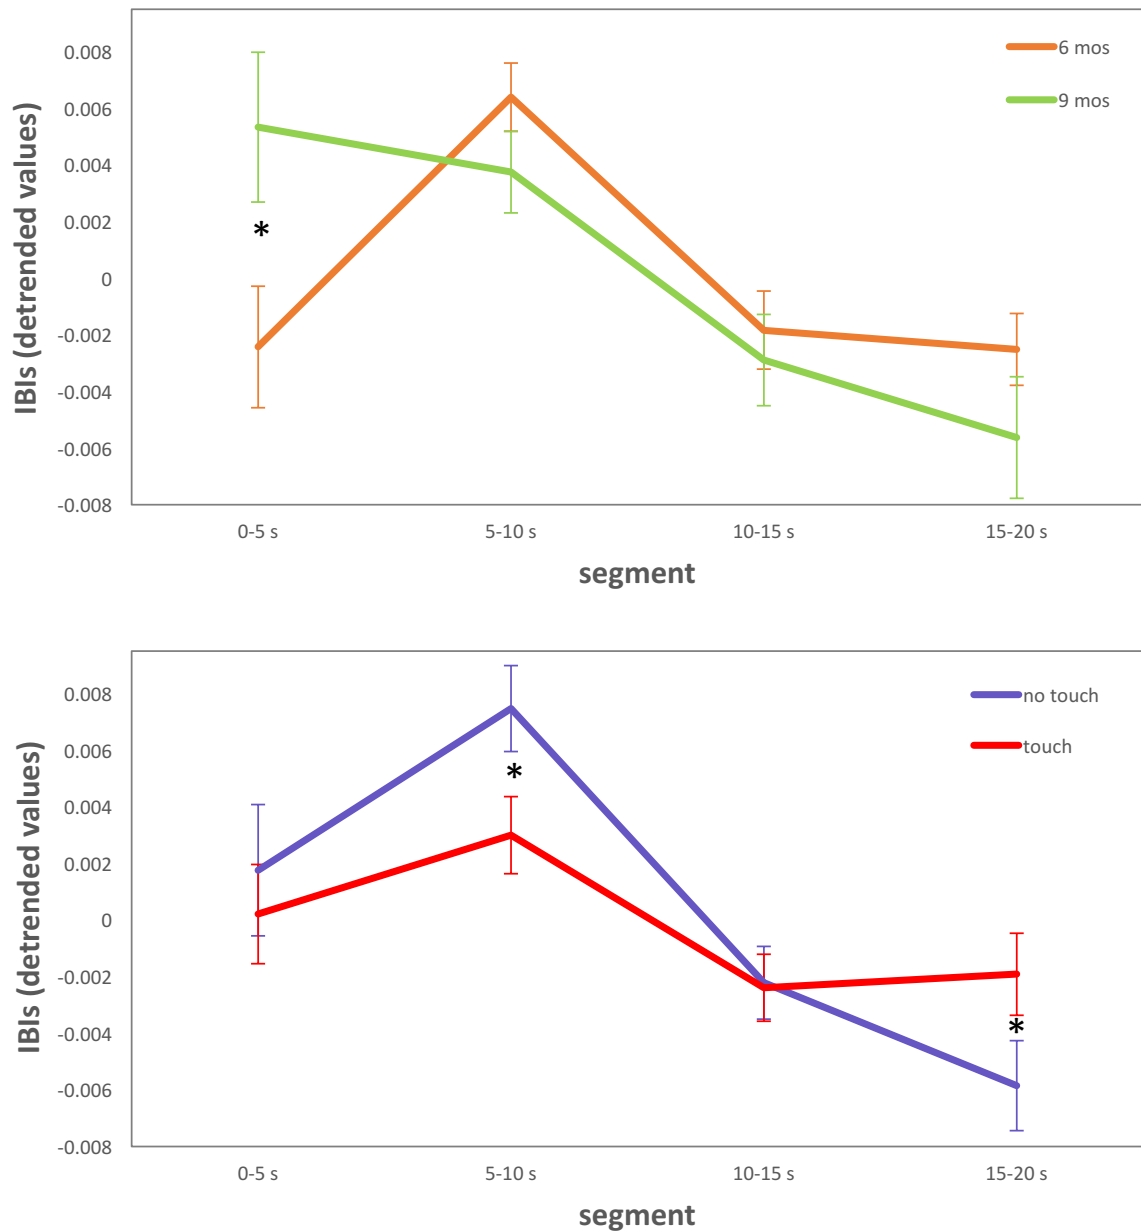 0.008
0.006
0.004
0.002
0
-0.002
-0.004
-0.006
-0.008
IBIs (detrended values)
6 mos
9 mos
*
0-5 s
5-10 s
10-15 s
15-20 s
segment
0.008
0.006
0.004
0.002
0
-0.002
-0.004
-0.006
-0.008
IBIs (detrended values)
no touch
touch
*
*
0-5 s
5-10 s
10-15 s
15-20 s
segment